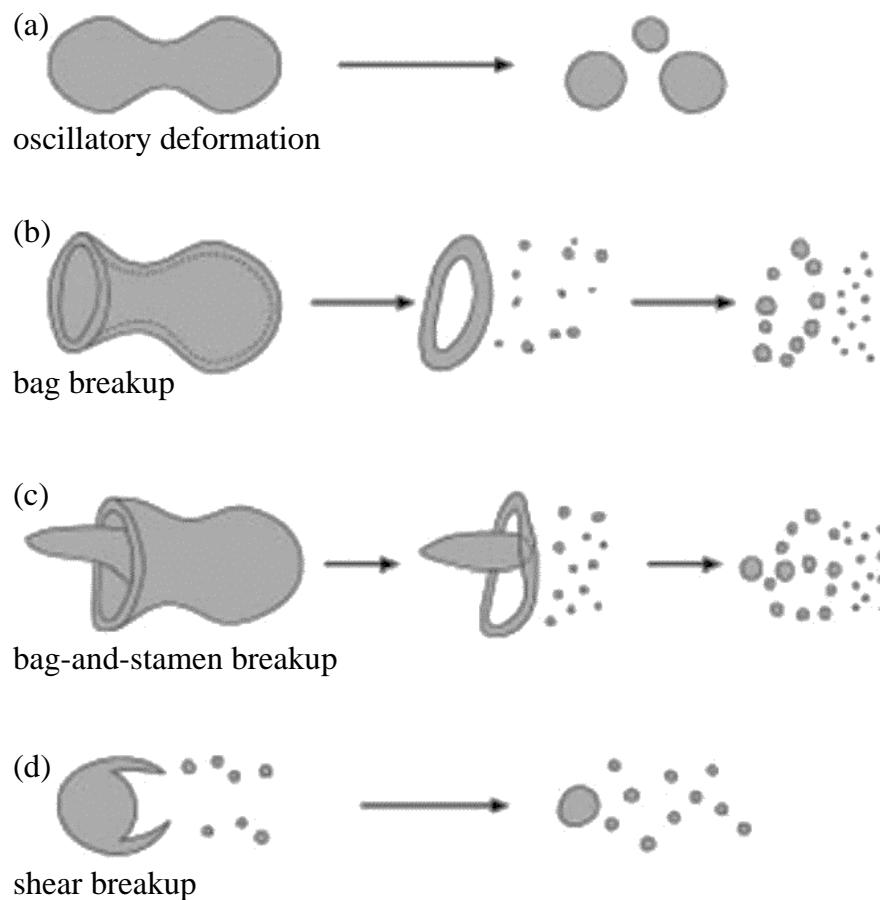 (a)
oscillatory deformation
(b)
bag breakup
(c)
bag-and-stamen breakup
(d)
shear breakup